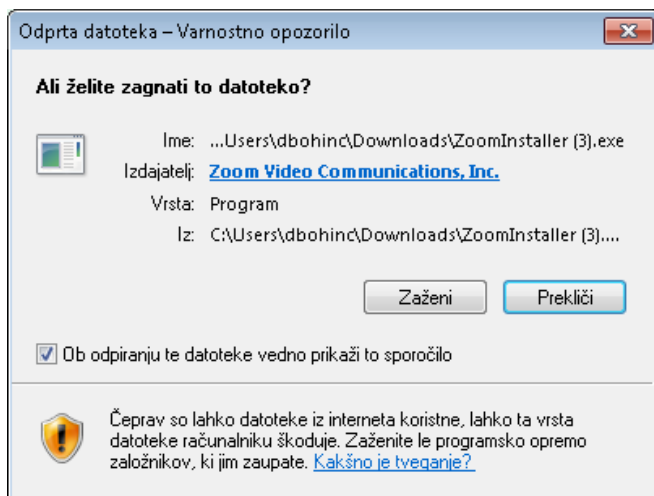 Odprta datoteka – Varnostno opozorilo
Ali želite zagnati to datoteko?
Ime: ...Users\dbohinc\Downloads\ZoomInstaller (3).exe
Izdajatelj: Zoom Video Communications, Inc.
Vrsta: Program
Iz: C:\Users\dbohinc\Downloads\ZoomInstaller (3)....
Zaženi Prekliči
Ob odpiranju te datoteke vedno prikaži to sporočilo
Čeprav so lahko datoteke iz interneta koristne, lahko ta vrsta
datoteke računalniku škoduje. Zaženite le programsko opremo
založnikov, ki jim zaupate. Kakšno je tveganje?